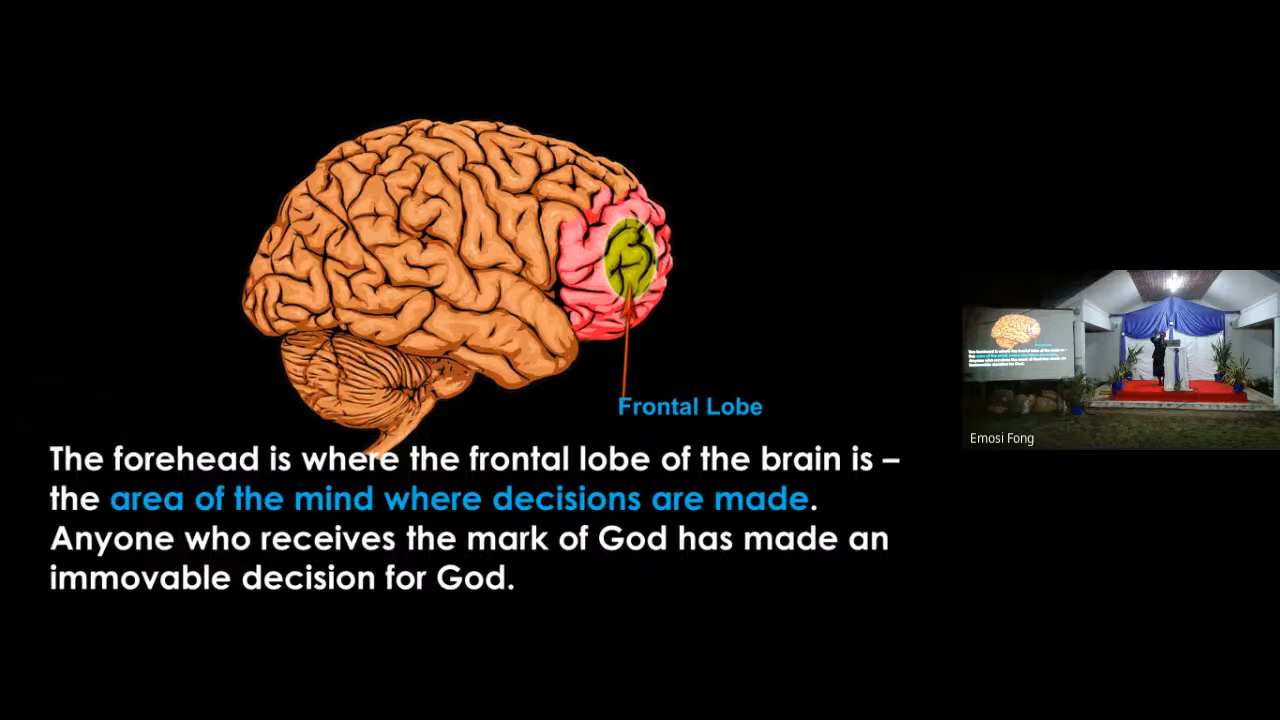 Frontal Lobe
The forehead is where the frontal lobe of the brain is –
the area of the mind where decisions are made.
Anyone who receives the mark of God has made an
immovable decision for God.
Emosi Fong